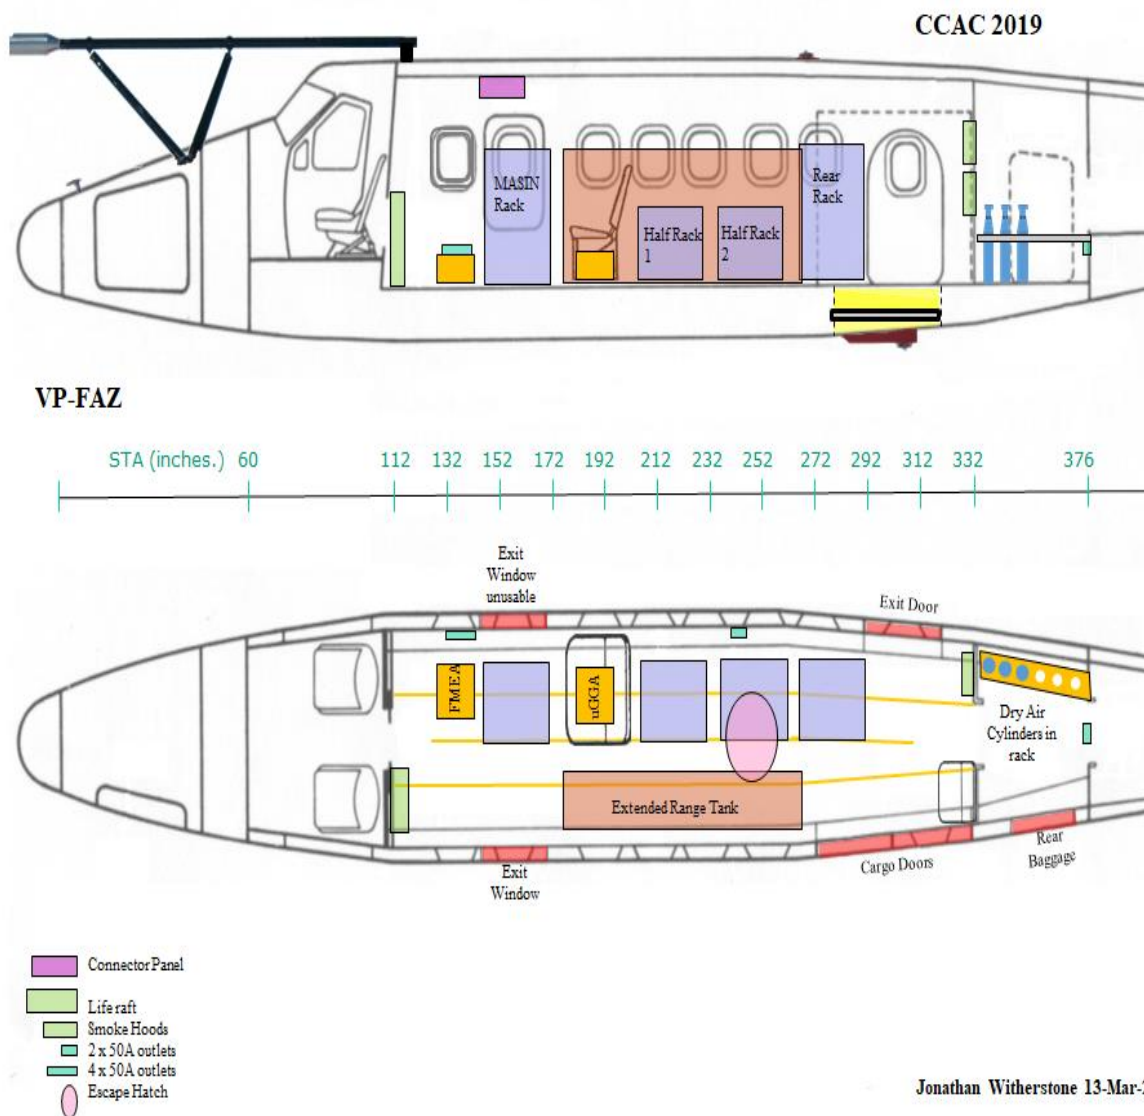 CCAC 2019
MASIN
Rack
Rear
Rack
Half Rack
1
Half Rack
2
VP-FAZ
STA (inches.) 60 112 132 152 172 192 212 232 252 272 292 312 332 376
Exit
Window
unusable
Exit Door
FMEA
uGGA
Dry Air
Cylinders in
rack
Extended Range Tank
Exit
Window
Cargo Doors
Rear
Baggage
Connector Panel
Life raft
Smoke Hoods
2 x 50A outlets
4 x 50A outlets
Escape Hatch
Jonathan Witherstone 13-Mar-